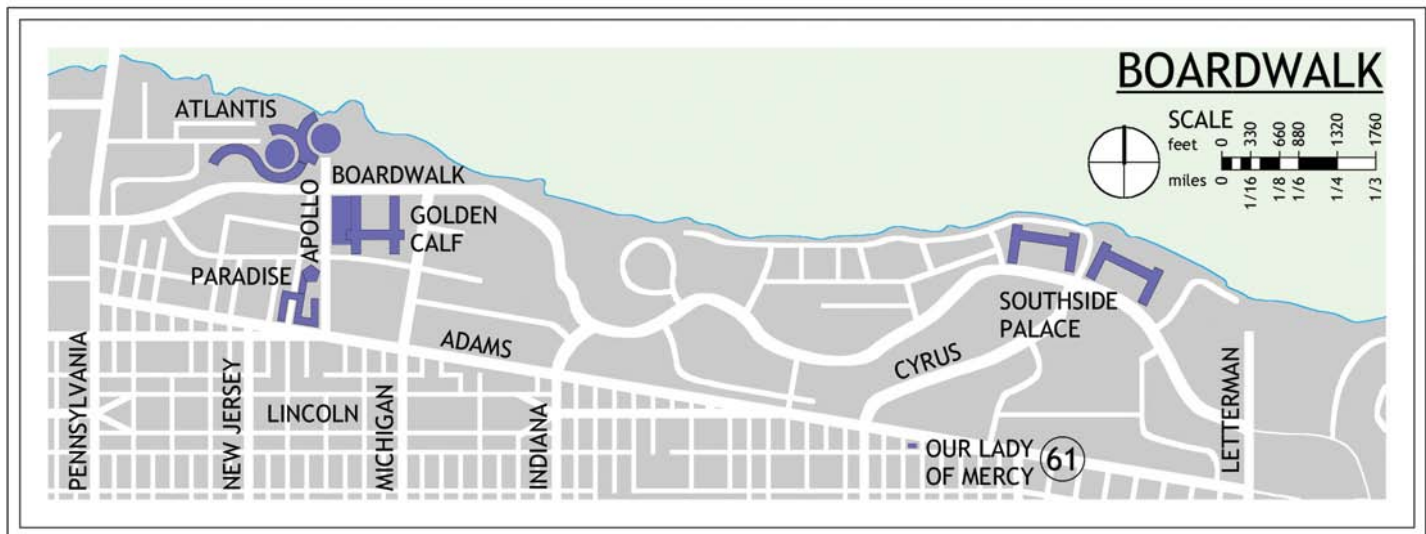 BOARDWALK
SCALE
feet
0 330 660 880 1320 1760
miles
0 1/16 1/8 1/6 1/4 1/3
ATLANTIS
BOARDWALK
APOLLO
GOLDEN
CALF
PARADISE
SOUTHSIDE
PALACE
ADAMS
CYRUS
PENNSYLVANIA
NEW JERSEY
LINCOLN
MICHIGAN
INDIANA
LETTERMAN
OUR LADY
OF MERCY
61